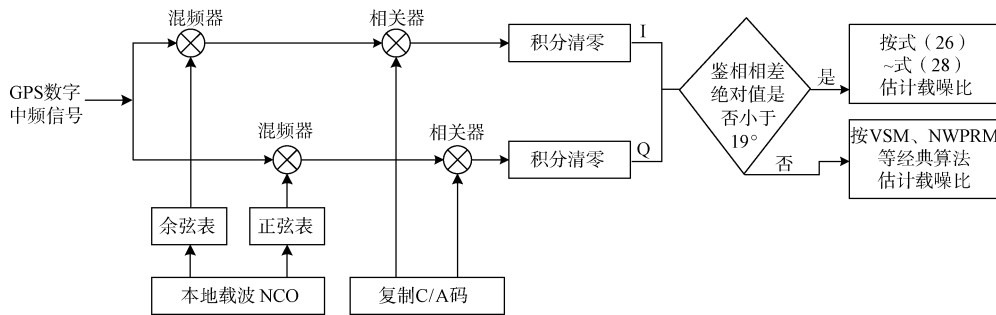 混频器
相关器
积分清零
I
GPS数字
中频信号
混频器
相关器
积分清零
Q
鉴相相差
绝对值是
否小于
19°
是
按式（26）
~式（28）
估计载噪比
否
按VSM、NWPRM
等经典算法
估计载噪比
余弦表
正弦表
本地载波 NCO
复制C/A码